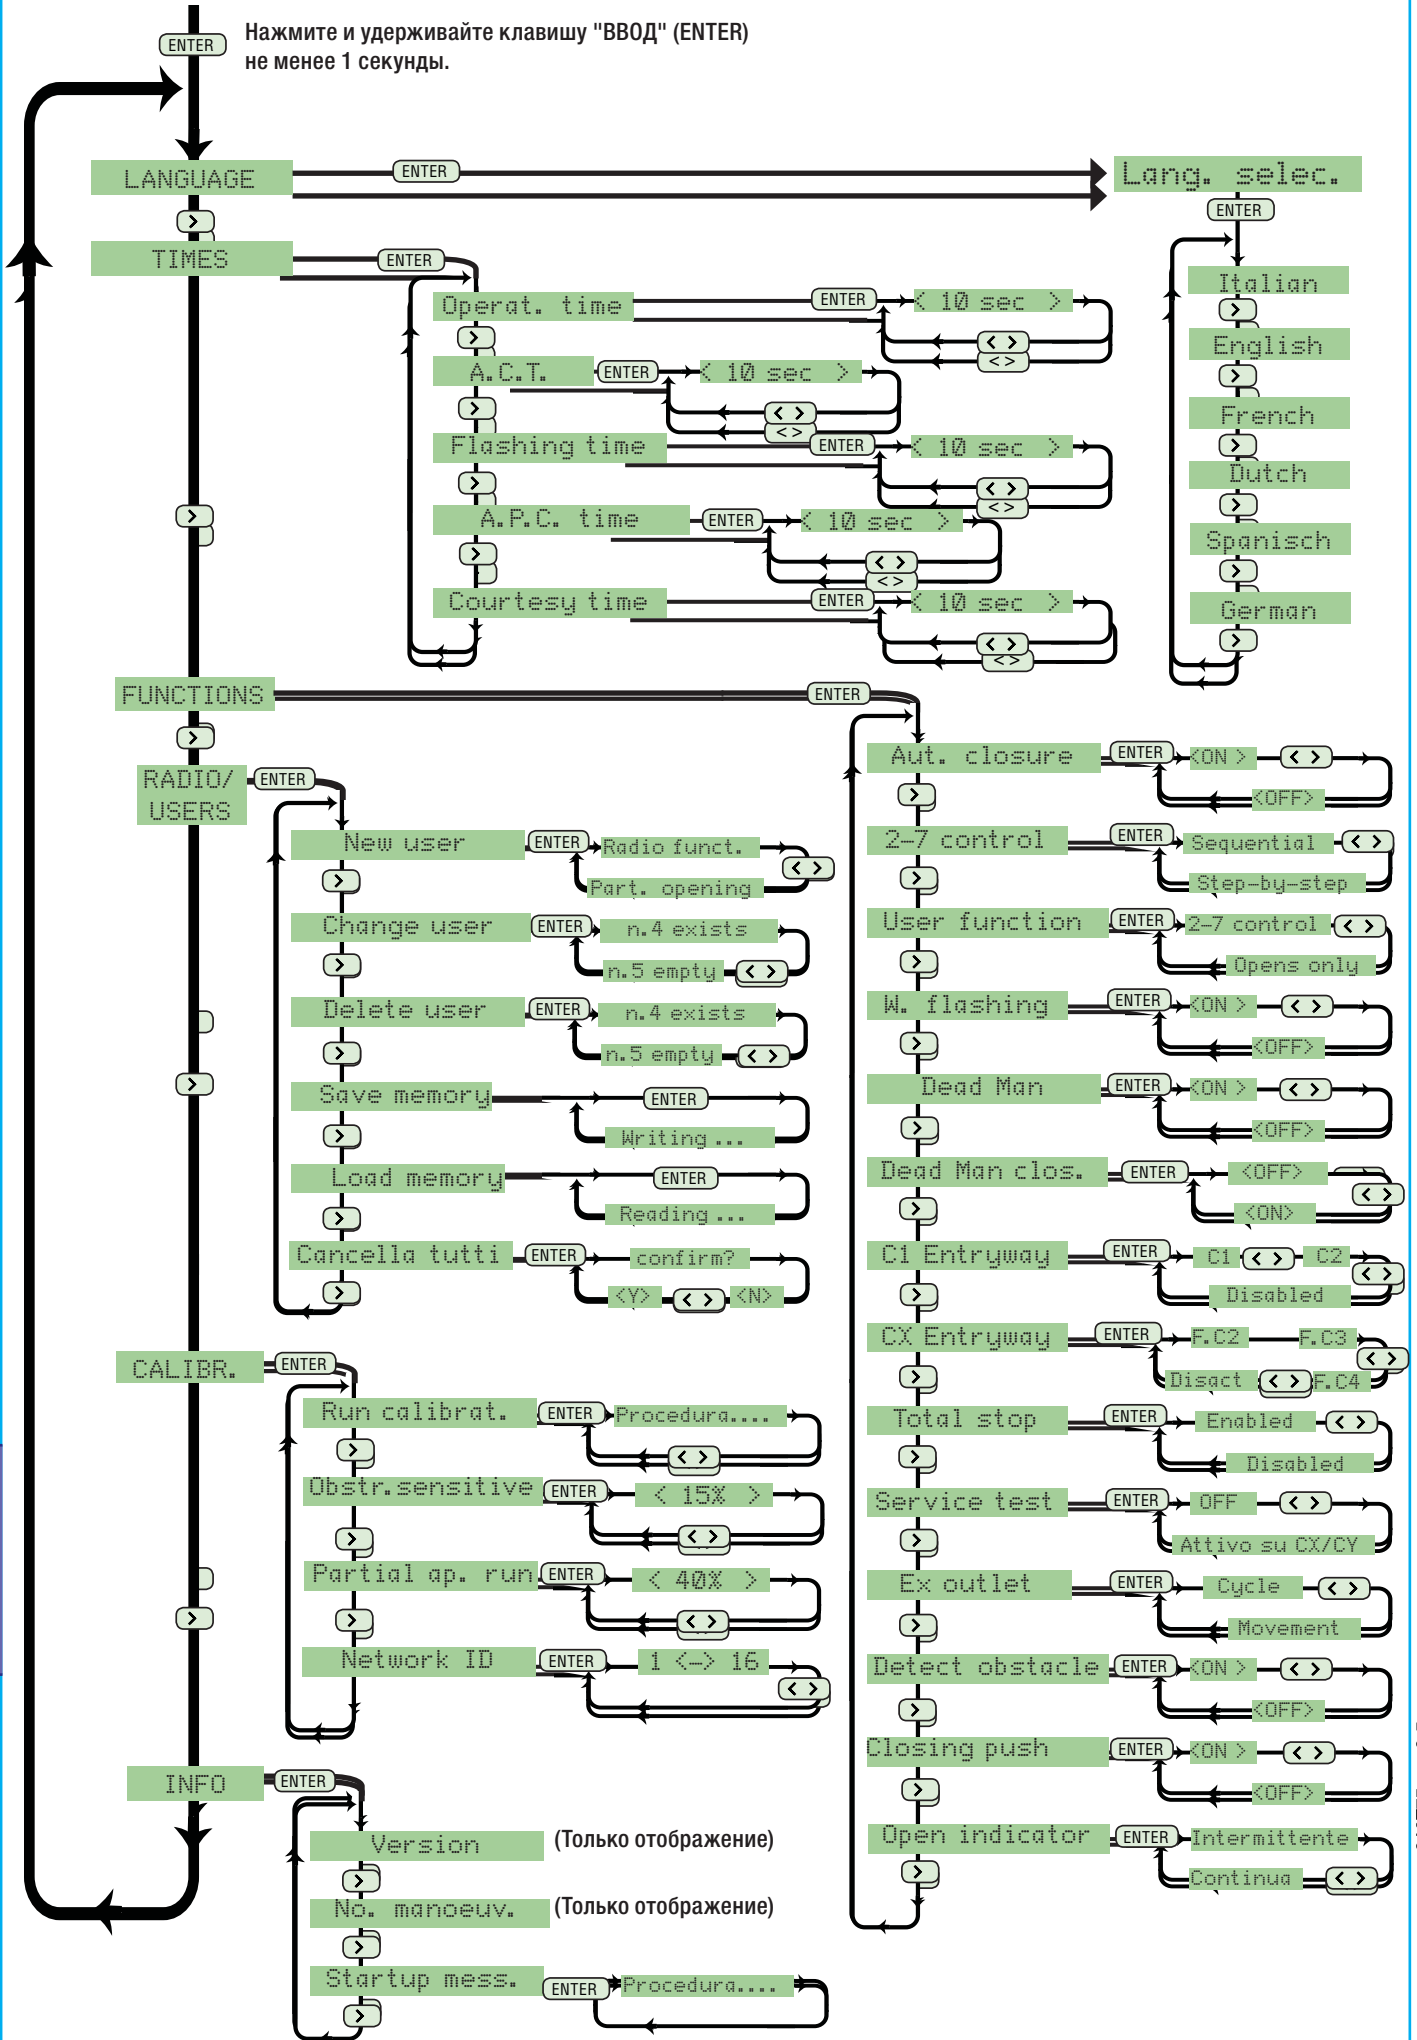 ENTER
Нажмите и удерживайте клавишу "ВВОД" (ENTER)
не менее 1 секунды.
LANGUAGE
ENTER
Lang. selec.
ENTER
Italian
>
English
>
French
>
Dutch
>
Spanisch
>
German
>
>
TIMES
ENTER
Operat. time
ENTER
< 10 sec >
< >
<>
>
A.C.T.
ENTER
< 10 sec >
< >
<>
>
Flashing time
ENTER
< 10 sec >
< >
<>
>
A.P.C. time
ENTER
< 10 sec >
< >
<>
>
Courtesy time
ENTER
< 10 sec >
< >
<>
>
FUNCTIONS
ENTER
Aut. closure
ENTER
<ON >
< >
<OFF>
>
2-7 control
ENTER
Sequential
< >
Step-by-step
>
User function
ENTER
2-7 control
< >
Opens only
>
W. flashing
ENTER
<ON >
< >
<OFF>
>
Dead Man
ENTER
<ON >
< >
<OFF>
>
Dead Man clos.
ENTER
<OFF>
< >
<ON>
>
C1 Entryway
ENTER
C1
< >
C2
< >
Disabled
>
CX Entryway
ENTER
F.C2
F.C3
< >
Disact
< >
F.C4
>
Total stop
ENTER
Enabled
< >
Disabled
>
Service test
ENTER
OFF
< >
Attivo su CX/CY
>
Ex outlet
ENTER
Cycle
< >
Movement
>
Detect obstacle
ENTER
<ON >
< >
<OFF>
>
Closing push
ENTER
<ON >
< >
<OFF>
>
Open indicator
ENTER
Intermittente
Continua
< >
>
>
RADIO/
USERS
ENTER
New user
ENTER
Radio funct.
< >
Part. opening
>
Change user
ENTER
n.4 exists
n.5 empty
< >
>
Delete user
ENTER
n.4 exists
n.5 empty
< >
>
Save memory
ENTER
Writing ...
>
Load memory
ENTER
Reading ...
>
Cancella tutti
ENTER
confirm?
<Y>
< >
<N>
>
>
CALIBR.
ENTER
Run calibrat.
ENTER
Procedura....
< >
>
Obstr.sensitive
ENTER
< 15% >
< >
>
Partial ap. run
ENTER
< 40% >
< >
>
Network ID
ENTER
1 <-> 16
< >
>
INFO
ENTER
Version
(Только отображение)
>
No. manoeuv.
(Только отображение)
>
Startup mess.
ENTER
Procedura....
>